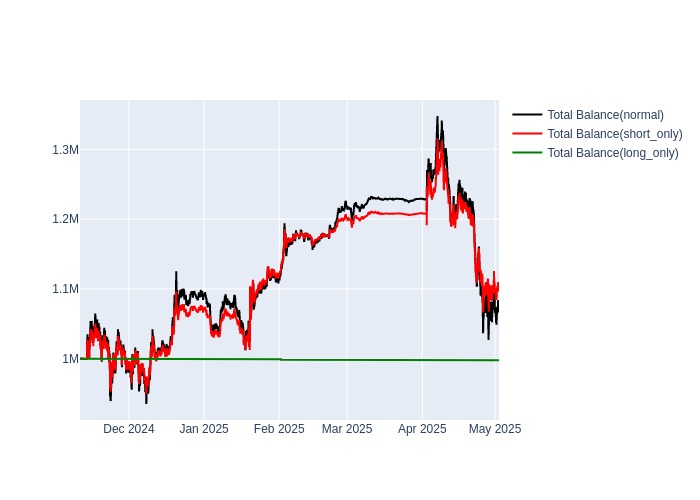 Total Balance(normal)
Total Balance(short_only)
Total Balance(long_only)
1.3M
1.2M
1.1M
1M
Dec 2024
Jan 2025
Feb 2025
Mar 2025
Apr 2025
May 2025